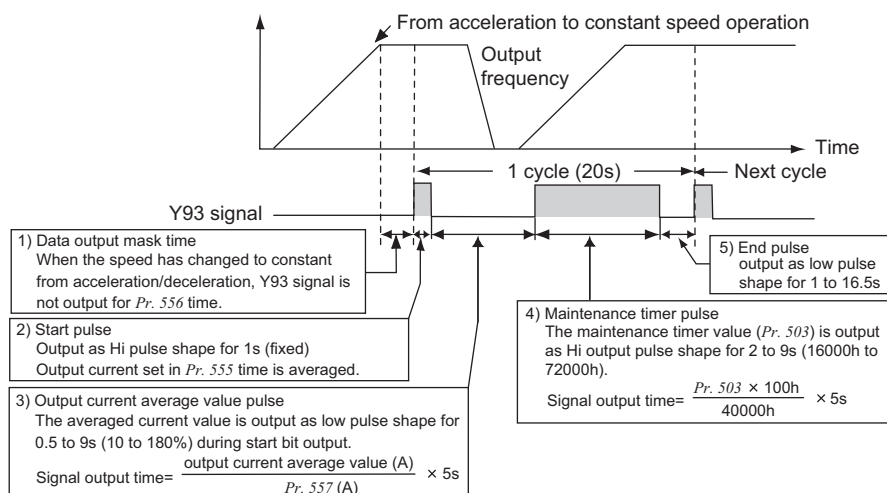 From acceleration to constant speed operation
Output
frequency
Time
1 cycle (20s)
Next cycle
Y93 signal
1) Data output mask time
When the speed has changed to constant
from acceleration/deceleration, Y93 signal is
not output for Pr. 556 time.
2) Start pulse
Output as Hi pulse shape for 1s (fixed)
Output current set in Pr. 555 time is averaged.
3) Output current average value pulse
The averaged current value is output as low pulse shape for
0.5 to 9s (10 to 180%) during start bit output.
Signal output time= output current average value (A)
Pr. 557 (A)
× 5s
5) End pulse
output as low pulse
shape for 1 to 16.5s
4) Maintenance timer pulse
The maintenance timer value (Pr. 503) is output
as Hi output pulse shape for 2 to 9s (16000h to
72000h).
Signal output time= Pr. 503 × 100h
40000h
× 5s